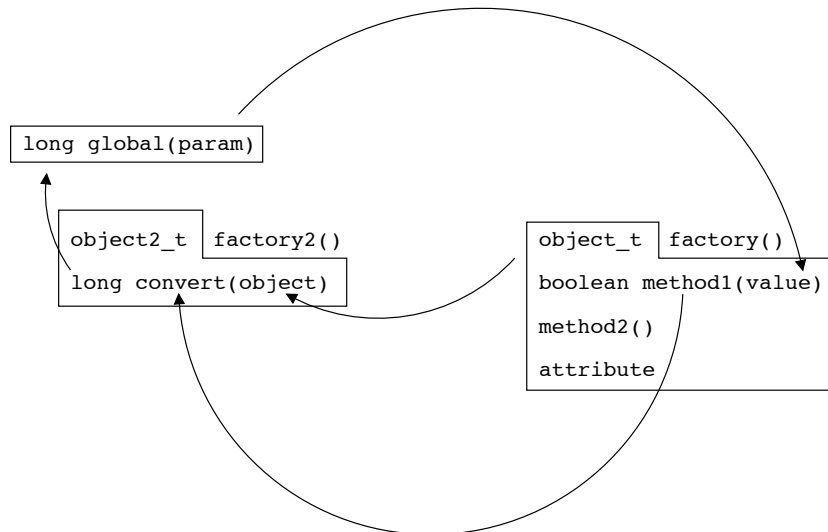 long global(param)
object2_t factory2()
long convert(object)
object_t factory()
boolean method1(value)
method2()
attribute